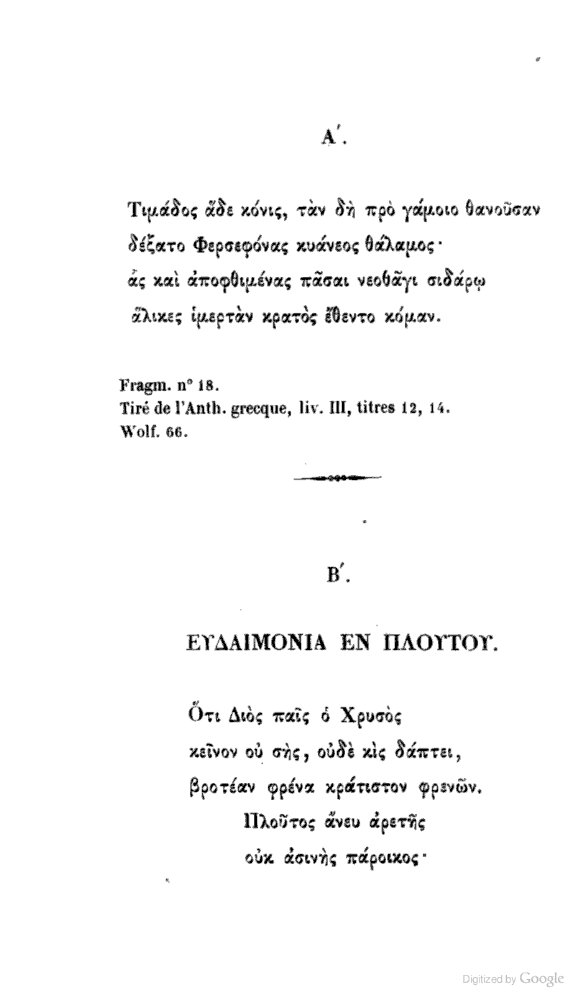 Α′.
Τιμάδος ἅδε κόνις, τὰν δὴ πρὸ γάμοιο θανοῦσαν
δέξατο Φερσεφόνας κυάνεος θάλαμος·
ἇς καὶ ἀποφθιμένας πᾶσαι νεοθᾶγι σιδάρῳ
ἅλικες ἱμερτὰν κρατὸς ἔθεντο κόμαν.
Fragm. n° 18.
Tiré de l'Anth. grecque, liv. III, titres 12, 14.
Wolf. 66.
Β′.
ΕΥΔΑΙΜΟΝΙΑ ΕΝ ΠΛΟΥΤΟΥ.
Ὅτι Διὸς παῖς ὁ Χρυσὸς
κεῖνον οὐ σὴς, οὐδὲ κὶς δάπτει,
βροτέαν φρένα κράτιστον φρενῶν.
Πλοῦτος ἄνευ ἀρετῆς
οὐκ ἀσινὴς πάροικος·
Digitized by Google